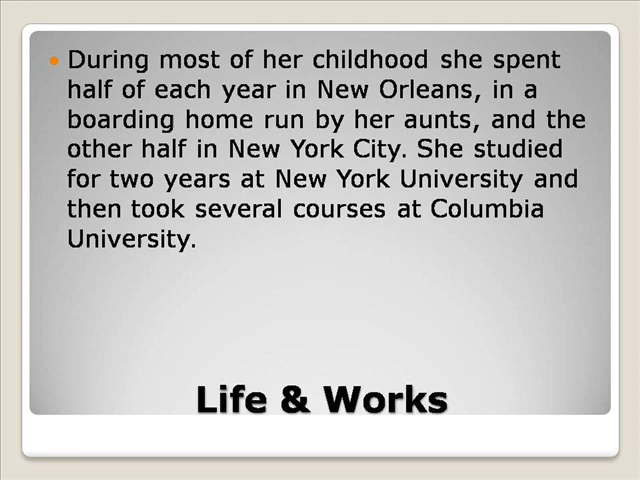 During most of her childhood she spent
half of each year in New Orleans, in a
boarding home run by her aunts, and the
other half in New York City. She studied
for two years at New York University and
then took several courses at Columbia
University.
Life & Works